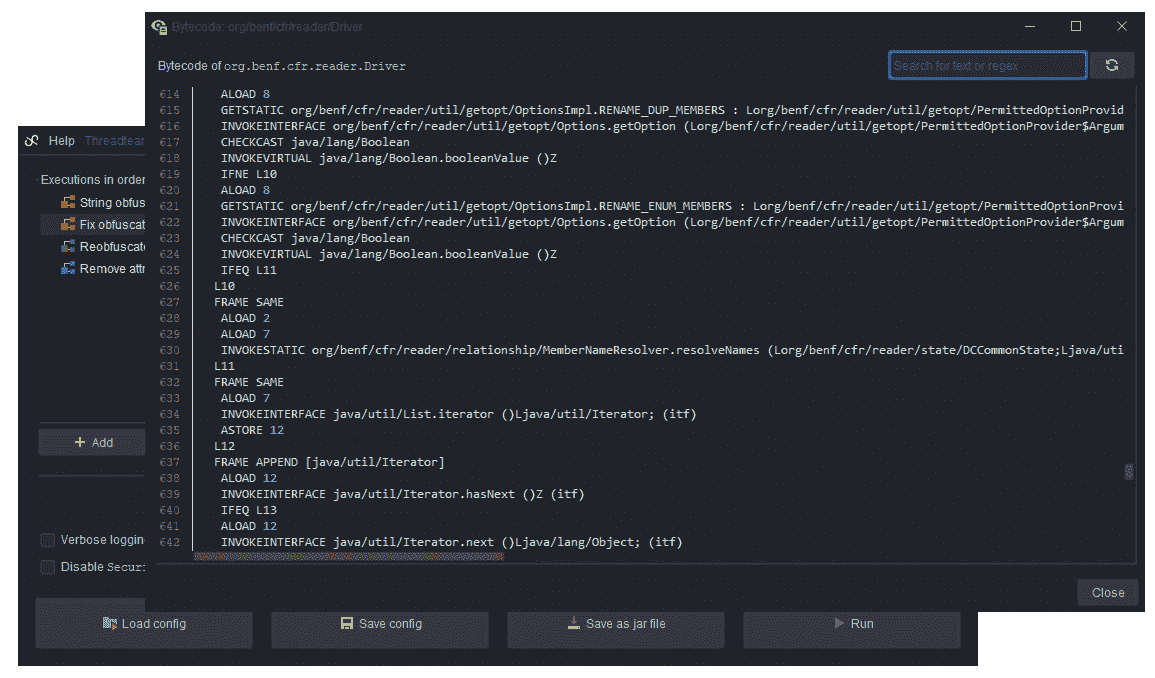 Bytecode: org/benf/cfr/reader/Driver
Bytecode of org.benf.cfr.reader.Driver
Search for text or regex
614 ALOAD 8
615 GETSTATIC org/benf/cfr/reader/util/getopt/OptionsImpl.RENAME_DUP_MEMBERS : Lorg/benf/cfr/reader/util/getopt/PermittedOptionProvid
616 INVOKEINTERFACE org/benf/cfr/reader/util/getopt/Options.getOption (Lorg/benf/cfr/reader/util/getopt/PermittedOptionProvider$Argum
617 CHECKCAST java/lang/Boolean
618 INVOKEVIRTUAL java/lang/Boolean.booleanValue ()Z
619 IFNE L10
620 ALOAD 8
621 GETSTATIC org/benf/cfr/reader/util/getopt/OptionsImpl.RENAME_ENUM_MEMBERS : Lorg/benf/cfr/reader/util/getopt/PermittedOptionProvi
622 INVOKEINTERFACE org/benf/cfr/reader/util/getopt/Options.getOption (Lorg/benf/cfr/reader/util/getopt/PermittedOptionProvider$Argum
623 CHECKCAST java/lang/Boolean
624 INVOKEVIRTUAL java/lang/Boolean.booleanValue ()Z
625 IFEQ L11
626 L10
627 FRAME SAME
628 ALOAD 2
629 ALOAD 7
630 INVOKESTATIC org/benf/cfr/reader/relationship/MemberNameResolver.resolveNames (Lorg/benf/cfr/reader/state/DCCommonState;Ljava/uti
631 L11
632 FRAME SAME
633 ALOAD 7
634 INVOKEINTERFACE java/util/List.iterator ()Ljava/util/Iterator; (itf)
635 ASTORE 12
636 L12
637 FRAME APPEND [java/util/Iterator]
638 ALOAD 12
639 INVOKEINTERFACE java/util/Iterator.hasNext ()Z (itf)
640 IFEQ L13
641 ALOAD 12
642 INVOKEINTERFACE java/util/Iterator.next ()Ljava/lang/Object; (itf)
Close
Help Threadtear
Executions in order
String obfus
Fix obfuscat
Reobfuscate
Remove attr
+ Add
Verbose loggin
Disable Securi
Load config
Save config
Save as jar file
Run